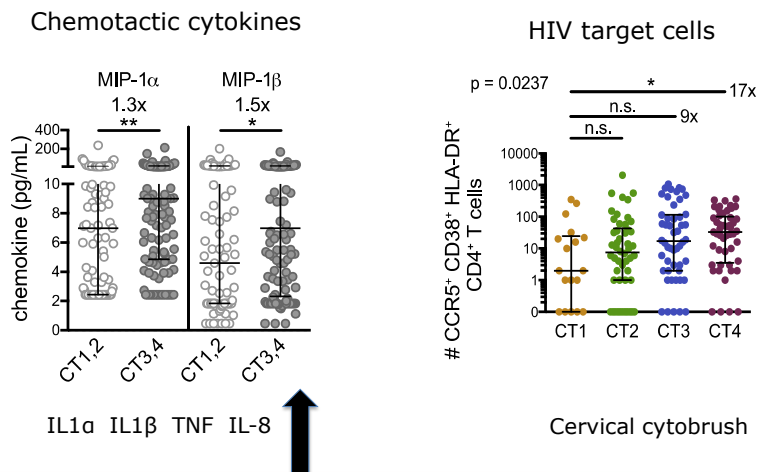 Chemotactic cytokines
MIP-1α
1.3x
**
MIP-1β
1.5x
*
chemokine (pg/mL)
400
200
10
8
6
4
2
0
CT1,2
CT3,4
CT1,2
CT3,4
IL1α IL1β TNF IL-8
HIV target cells
p = 0.0237
*
17x
n.s.
9x
n.s.
# CCR5⁺ CD38⁺ HLA-DR⁺
CD4⁺ T cells
10000
1000
100
10
1
0
CT1
CT2
CT3
CT4
Cervical cytobrush